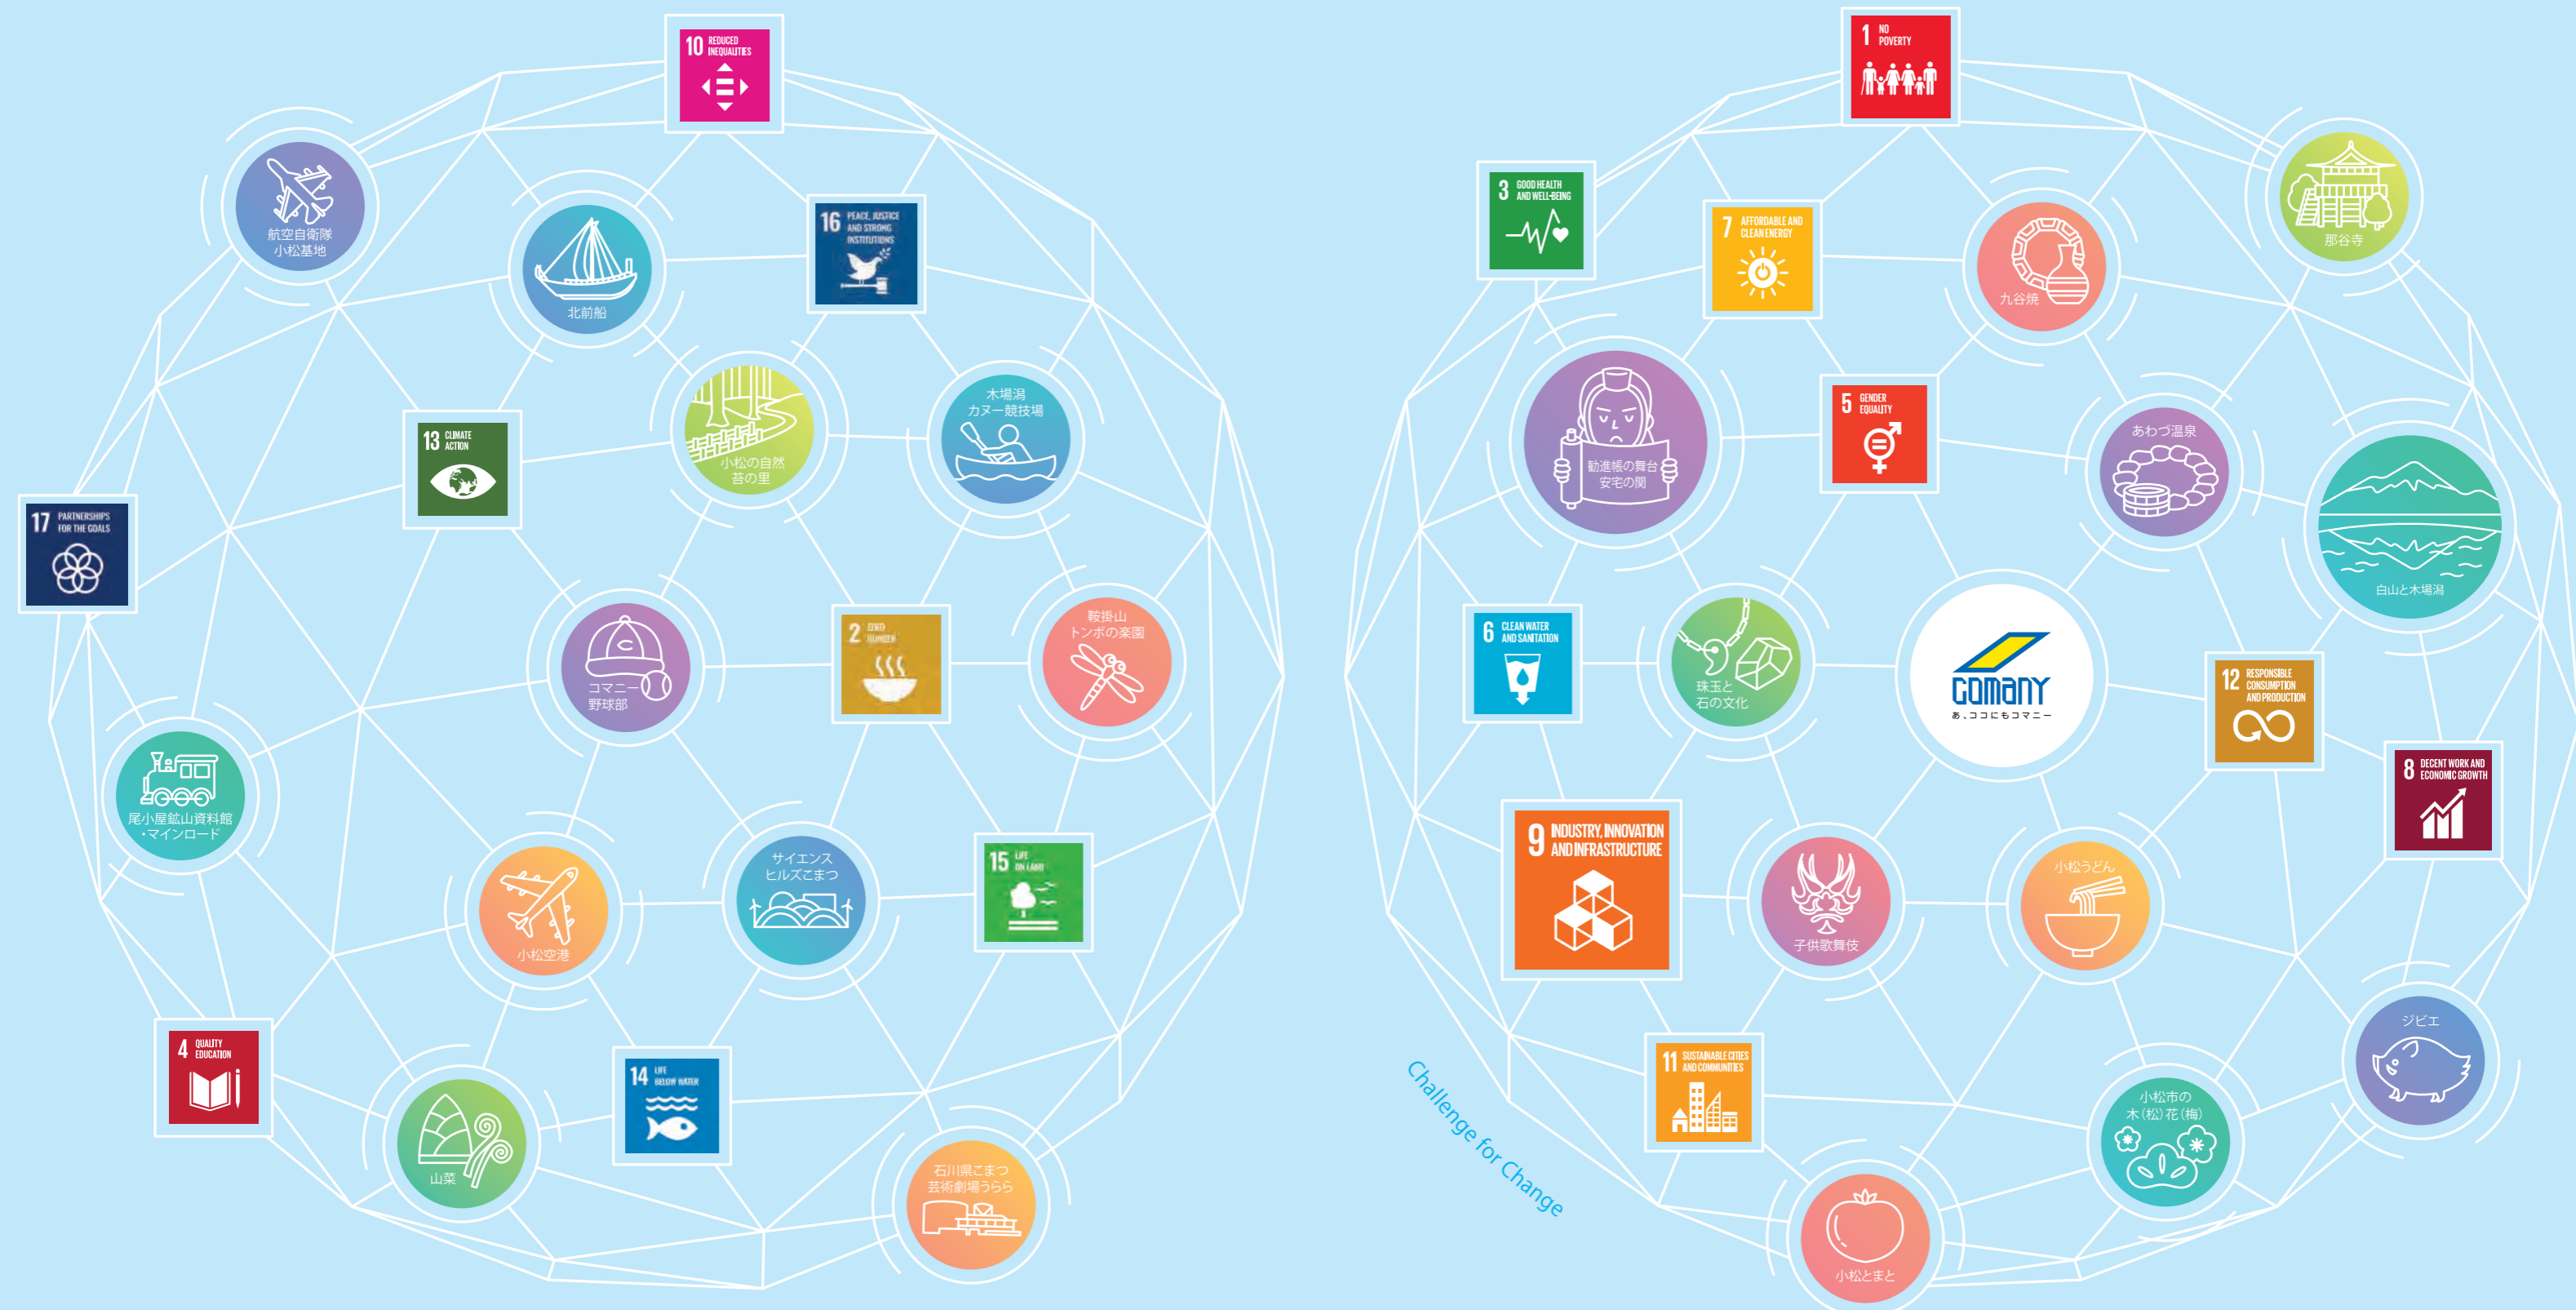 10 REDUCED
INEQUALITIES
航空自衛隊
小松基地
北前船
16 PEACE, JUSTICE
AND STRONG
INSTITUTIONS
13 CLIMATE
ACTION
小松の自然
苔の里
木場潟
カヌー競技場
17 PARTNERSHIPS
FOR THE GOALS
コマニー
野球部
2 ZERO
HUNGER
鞍掛山
トンボの楽園
尾小屋鉱山資料館
・マインロード
小松空港
サイエンス
ヒルズこまつ
15 LIFE
ON LAND
4 QUALITY
EDUCATION
山菜
14 LIFE
BELOW WATER
石川県こまつ
芸術劇場うらら
1 NO
POVERTY
3 GOOD HEALTH
AND WELL-BEING
7 AFFORDABLE AND
CLEAN ENERGY
九谷焼
那谷寺
勧進帳の舞台
安宅の関
5 GENDER
EQUALITY
あわづ温泉
白山と木場潟
6 CLEAN WATER
AND SANITATION
珠玉と
石の文化
COMANY
あ、ココにもコマニー
12 RESPONSIBLE
CONSUMPTION
AND PRODUCTION
8 DECENT WORK AND
ECONOMIC GROWTH
9 INDUSTRY, INNOVATION
AND INFRASTRUCTURE
子供歌舞伎
小松うどん
11 SUSTAINABLE CITIES
AND COMMUNITIES
ジビエ
小松市の
木(松)花(梅)
小松とまと
Challenge for Change